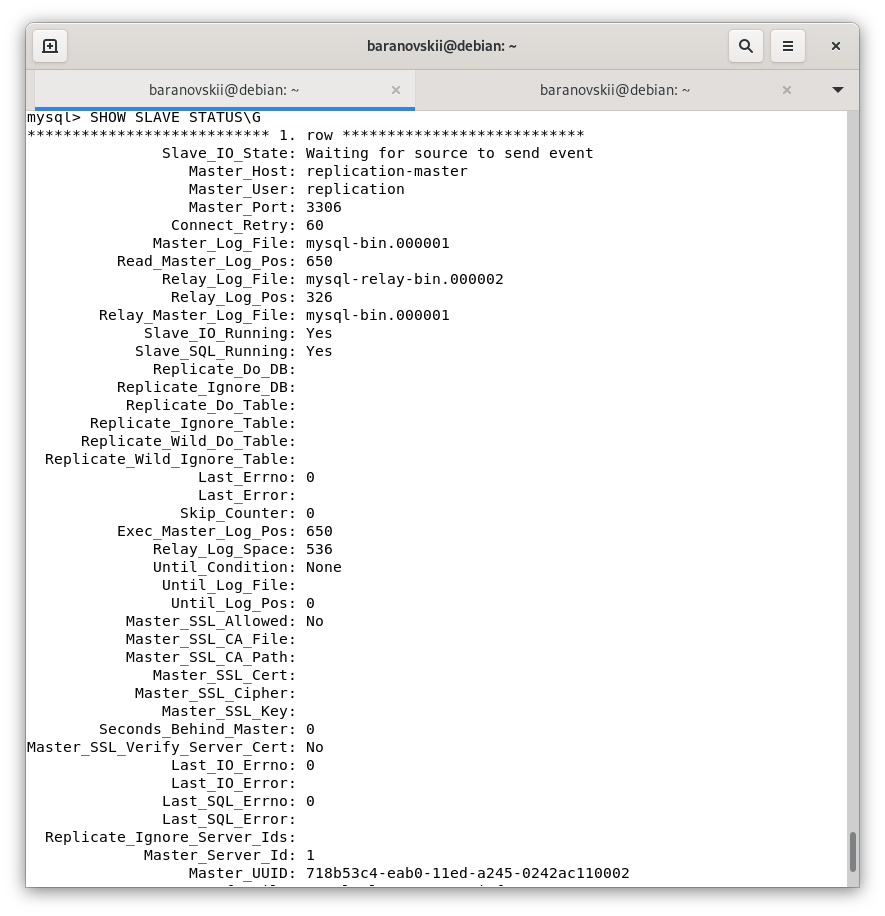 baranovskii@debian: ~
baranovskii@debian: ~ baranovskii@debian: ~
mysql> SHOW SLAVE STATUS\G
*************************** 1. row ***************************
Slave_IO_State: Waiting for source to send event
Master_Host: replication-master
Master_User: replication
Master_Port: 3306
Connect_Retry: 60
Master_Log_File: mysql-bin.000001
Read_Master_Log_Pos: 650
Relay_Log_File: mysql-relay-bin.000002
Relay_Log_Pos: 326
Relay_Master_Log_File: mysql-bin.000001
Slave_IO_Running: Yes
Slave_SQL_Running: Yes
Replicate_Do_DB:
Replicate_Ignore_DB:
Replicate_Do_Table:
Replicate_Ignore_Table:
Replicate_Wild_Do_Table:
Replicate_Wild_Ignore_Table:
Last_Errno: 0
Last_Error:
Skip_Counter: 0
Exec_Master_Log_Pos: 650
Relay_Log_Space: 536
Until_Condition: None
Until_Log_File:
Until_Log_Pos: 0
Master_SSL_Allowed: No
Master_SSL_CA_File:
Master_SSL_CA_Path:
Master_SSL_Cert:
Master_SSL_Cipher:
Master_SSL_Key:
Seconds_Behind_Master: 0
Master_SSL_Verify_Server_Cert: No
Last_IO_Errno: 0
Last_IO_Error:
Last_SQL_Errno: 0
Last_SQL_Error:
Replicate_Ignore_Server_Ids:
Master_Server_Id: 1
Master_UUID: 718b53c4-eab0-11ed-a245-0242ac110002